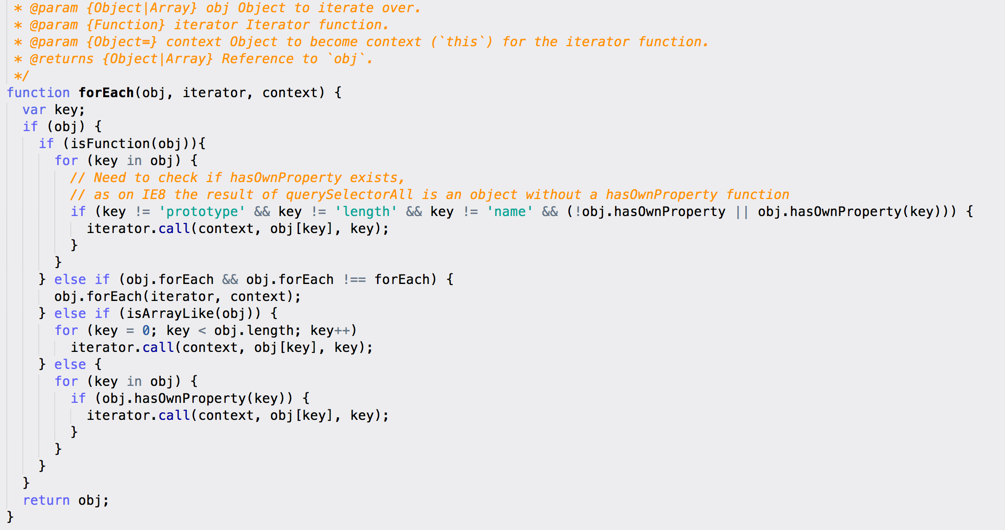 * @param {Object|Array} obj Object to iterate over.
 * @param {Function} iterator Iterator function.
 * @param {Object=} context Object to become context (`this`) for the iterator function.
 * @returns {Object|Array} Reference to `obj`.
 */
function forEach(obj, iterator, context) {
  var key;
  if (obj) {
    if (isFunction(obj)){
      for (key in obj) {
        // Need to check if hasOwnProperty exists,
        // as on IE8 the result of querySelectorAll is an object without a hasOwnProperty function
        if (key != 'prototype' && key != 'length' && key != 'name' && (!obj.hasOwnProperty || obj.hasOwnProperty(key))) {
          iterator.call(context, obj[key], key);
        }
      }
    } else if (obj.forEach && obj.forEach !== forEach) {
      obj.forEach(iterator, context);
    } else if (isArrayLike(obj)) {
      for (key = 0; key < obj.length; key++)
        iterator.call(context, obj[key], key);
    } else {
      for (key in obj) {
        if (obj.hasOwnProperty(key)) {
          iterator.call(context, obj[key], key);
        }
      }
    }
  }
  return obj;
}